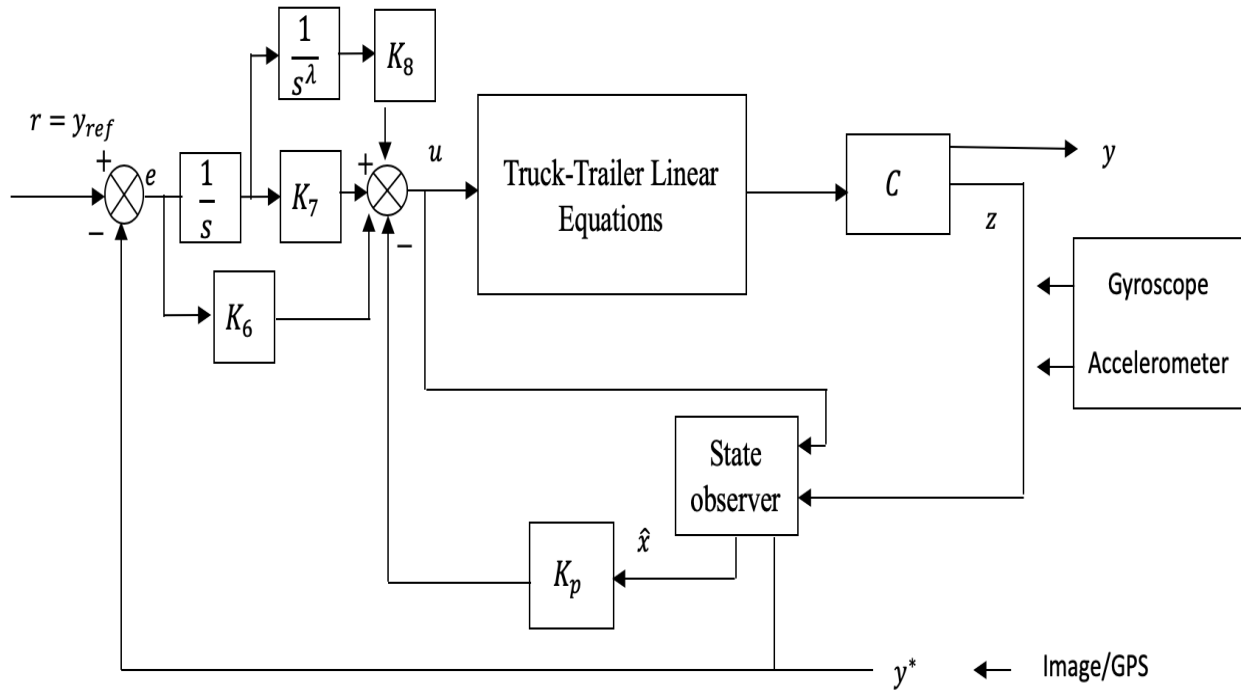 1
s^λ
K_8
r = y_ref
+
−
e
1
s
K_7
+
−
K_6
u
Truck-Trailer Linear
Equations
C
y
z
Gyroscope
Accelerometer
State
observer
x̂
K_p
y*
Image/GPS